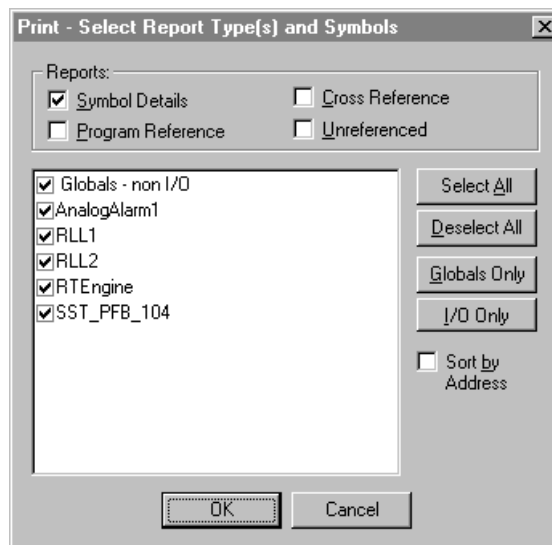 Print - Select Report Type(s) and Symbols
Reports:
Symbol Details
Cross Reference
Program Reference
Unreferenced
Globals - non I/O
AnalogAlarm1
RLL1
RLL2
RTEngine
SST_PFB_104
Select All
Deselect All
Globals Only
I/O Only
Sort by
Address
OK
Cancel